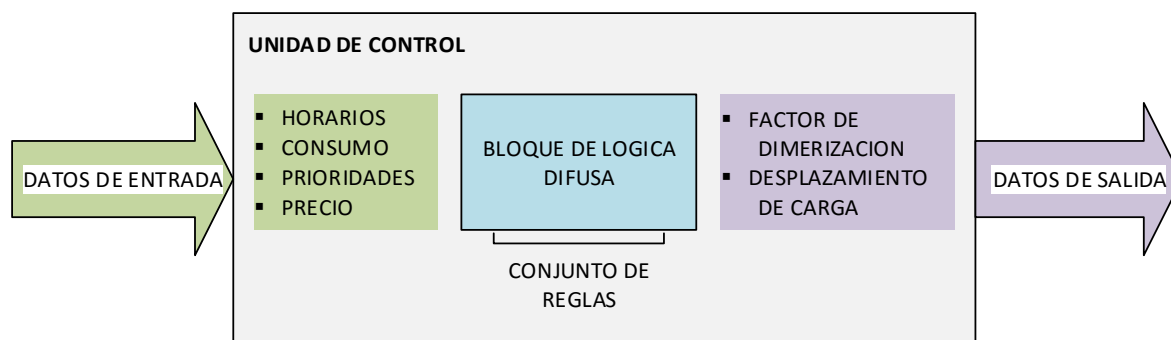 UNIDAD DE CONTROL
DATOS DE ENTRADA
▪ HORARIOS
▪ CONSUMO
▪ PRIORIDADES
▪ PRECIO
BLOQUE DE LOGICA
DIFUSA
CONJUNTO DE
REGLAS
▪ FACTOR DE
DIMERIZACION
▪ DESPLAZAMIENTO
DE CARGA
DATOS DE SALIDA